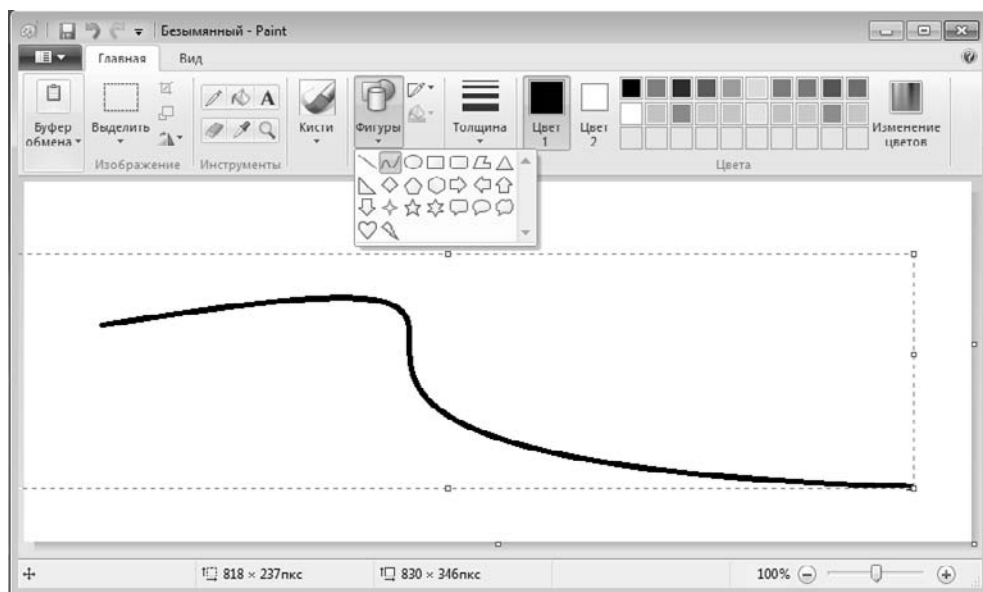 Безымянный - Paint
Главная Вид
Буфер обмена
Выделить
Кисти
Фигуры
Толщина
Цвет 1
Цвет 2
Изменение цветов
Изображение
Инструменты
Цвета
A
818 × 237пкс
830 × 346пкс
100%